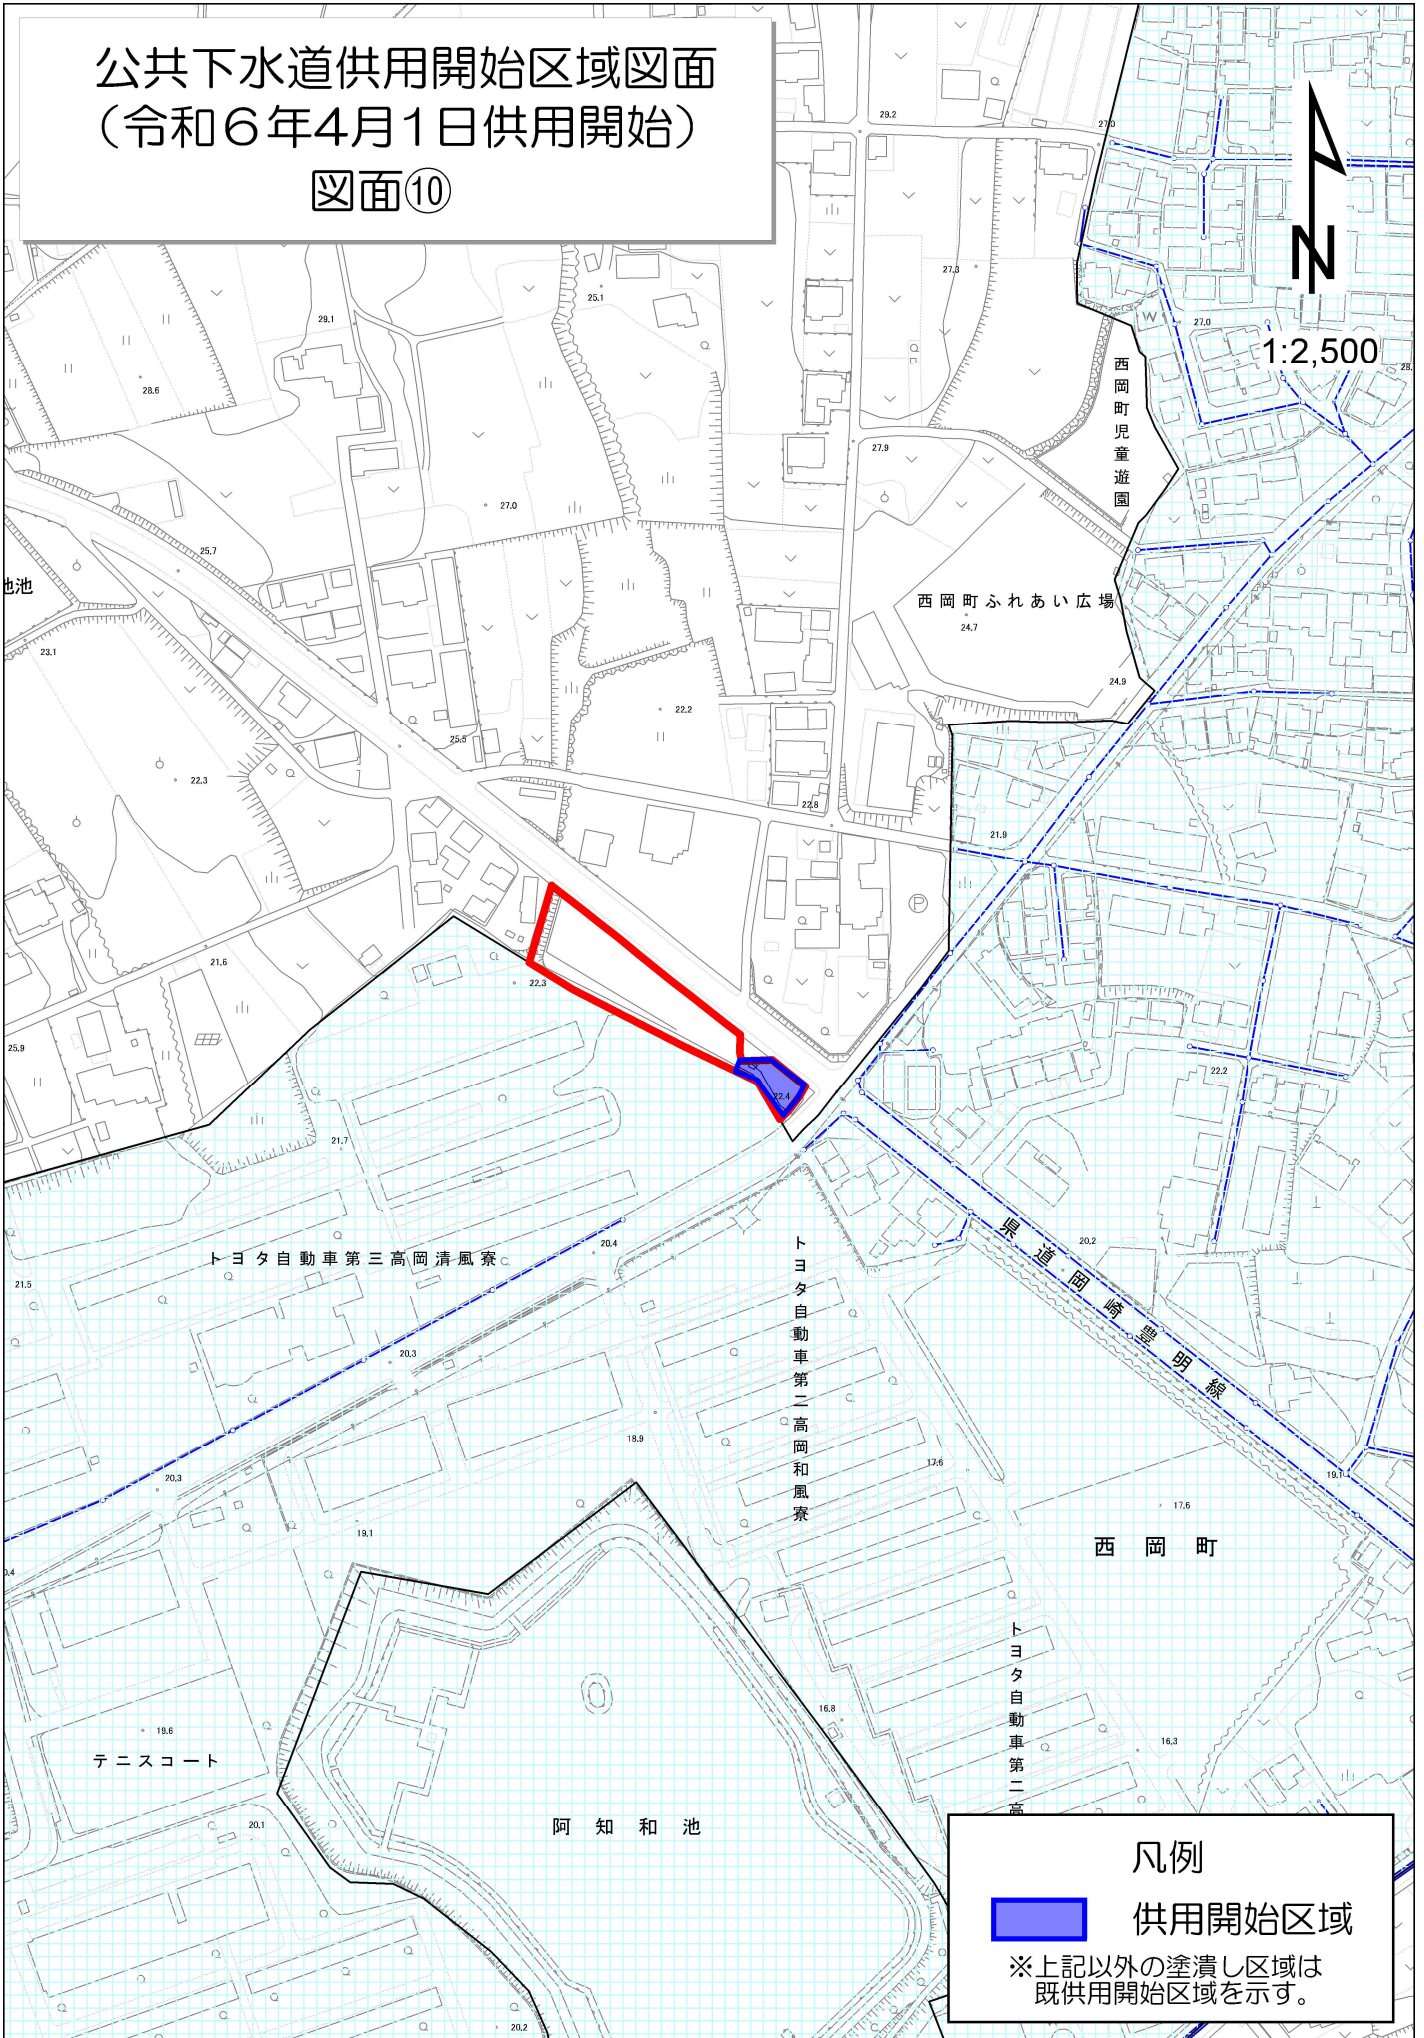 公共下水道供用開始区域図面
（令和６年４月１日供用開始）
図面⑩
N
1:2,500
29.2
27.0
27.3
25.1
29.1
27.0
28.6
28.
西岡町児童遊園
27.9
27.0
25.7
池池
西岡町ふれあい広場
24.7
23.1
24.9
22.2
25.5
22.3
22.8
21.9
P
21.6
22.3
25.9
22.2
22.4
21.7
県道岡崎豊明線
20.2
トヨタ自動車第三高岡清風寮
20.4
21.5
トヨタ自動車第二高岡和風寮
20.3
18.9
17.6
20.3
19.1
17.6
19.1
西岡町
0.4
トヨタ自動車第二高
16.8
19.6
16.3
テニスコート
20.1
阿知和池
20.2
凡例
供用開始区域
※上記以外の塗潰し区域は
既供用開始区域を示す。